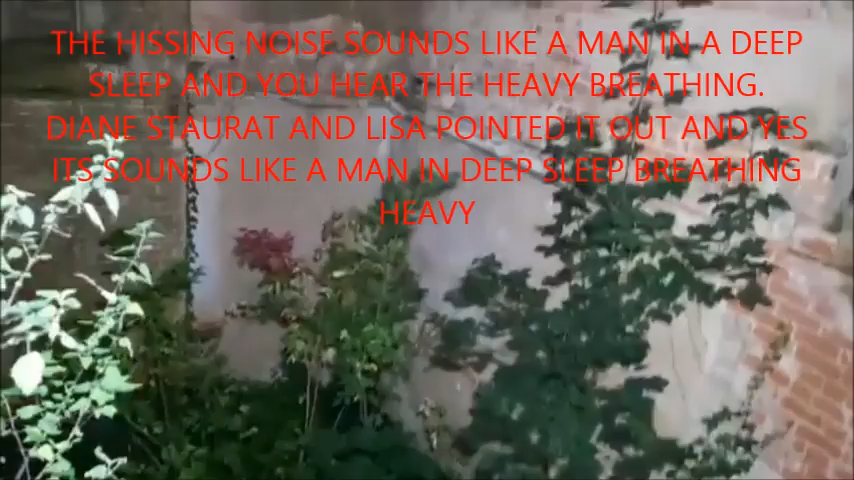 THE HISSING NOISE SOUNDS LIKE A MAN IN A DEEP
SLEEP AND YOU HEAR THE HEAVY BREATHING.
DIANE STAURAT AND LISA POINTED IT OUT AND YES
ITS SOUNDS LIKE A MAN IN DEEP SLEEP BREATHING
HEAVY